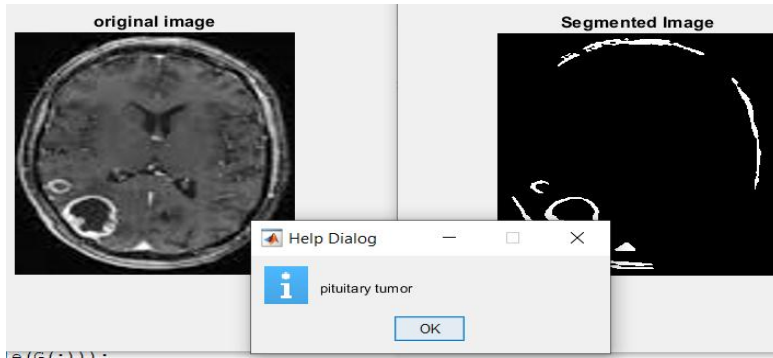 original image
Segmented Image
Help Dialog
pituitary tumor
OK
e(G(:)));